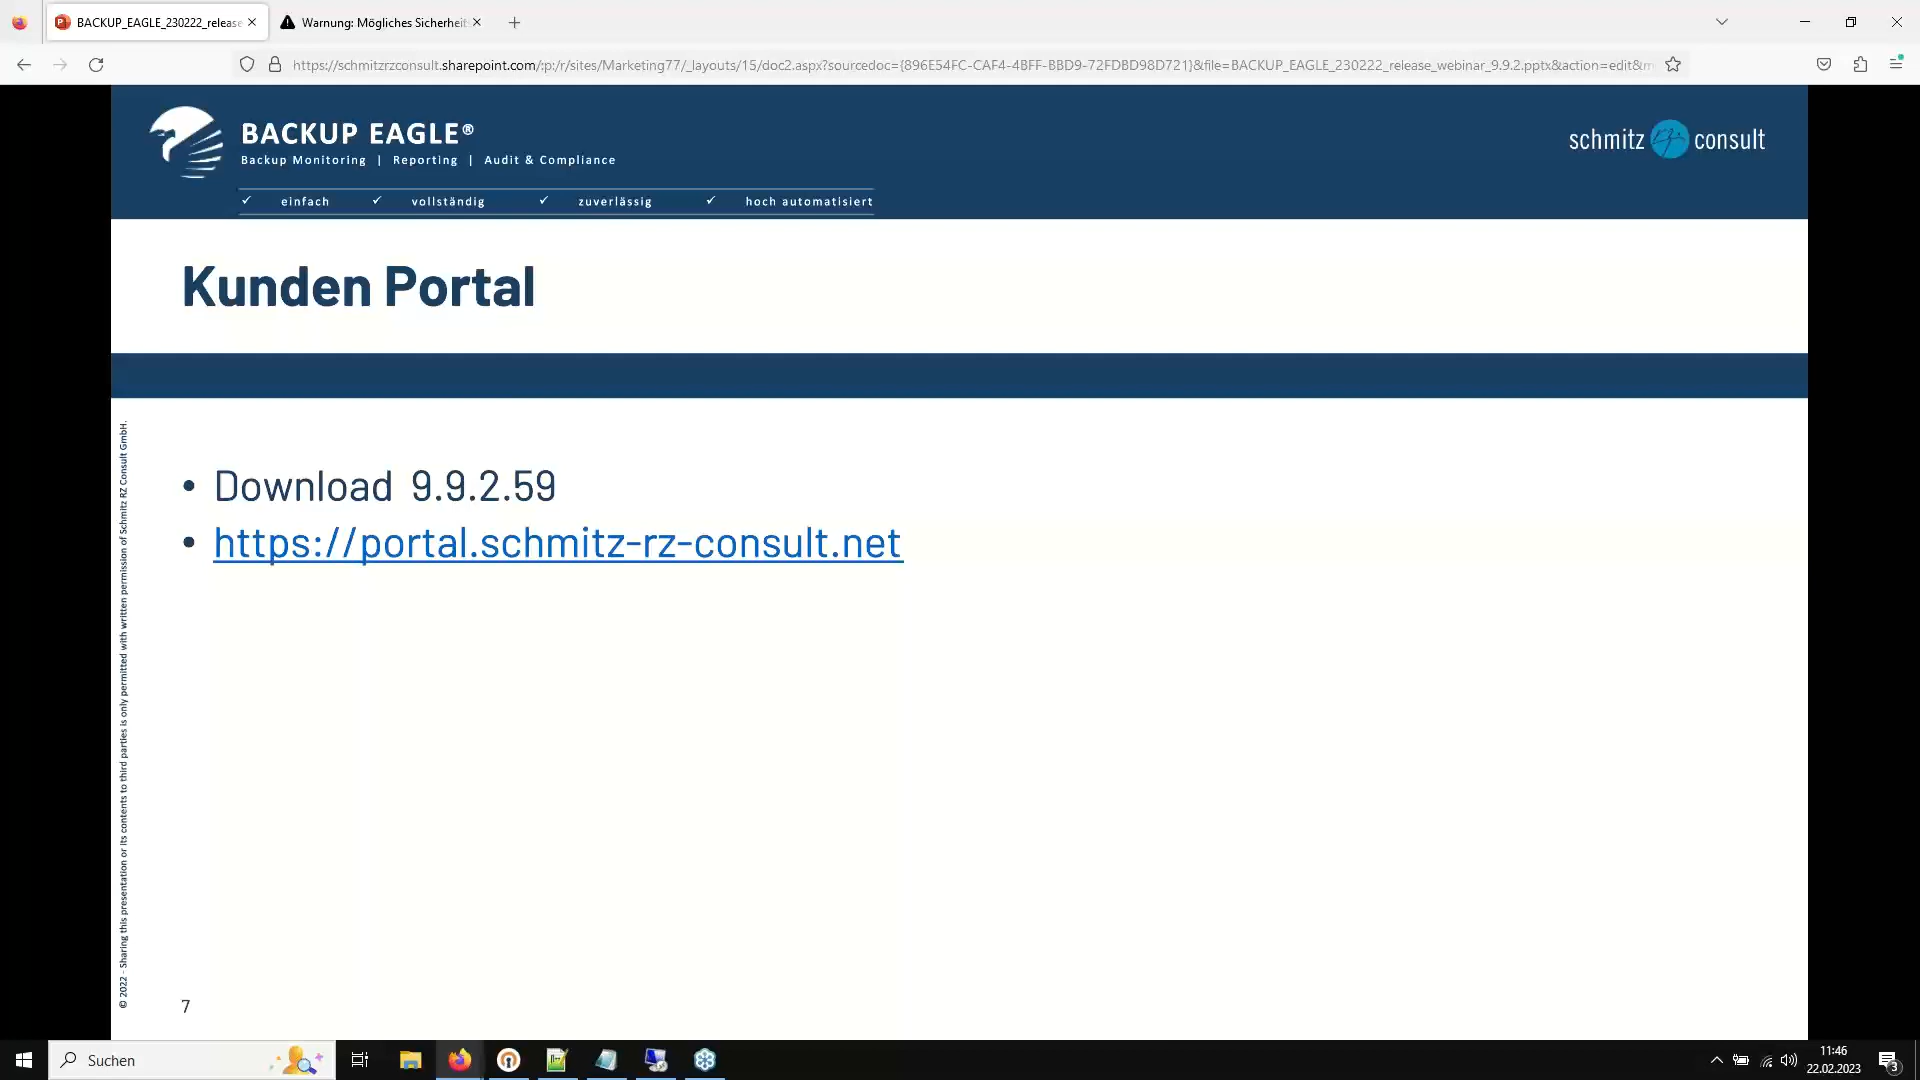 BACKUP_EAGLE_230222_release
Warnung: Mögliches Sicherheit
https://schmitzrzconsult.sharepoint.com/:p:/r/sites/Marketing77/_layouts/15/doc2.aspx?sourcedoc={896E54FC-CAF4-4BFF-BBD9-72FDBD98D721}&file=BACKUP_EAGLE_230222_release_webinar_9.9.2.pptx&action=edit&m
BACKUP EAGLE®
Backup Monitoring | Reporting | Audit & Compliance
✓ einfach ✓ vollständig ✓ zuverlässig ✓ hoch automatisiert
schmitz rz consult
Kunden Portal
• Download 9.9.2.59
• https://portal.schmitz-rz-consult.net
© 2022 - Sharing this presentation or its contents to third parties is only permitted with written permission of Schmitz RZ Consult GmbH.
7
Suchen
11:46
22.02.2023
3